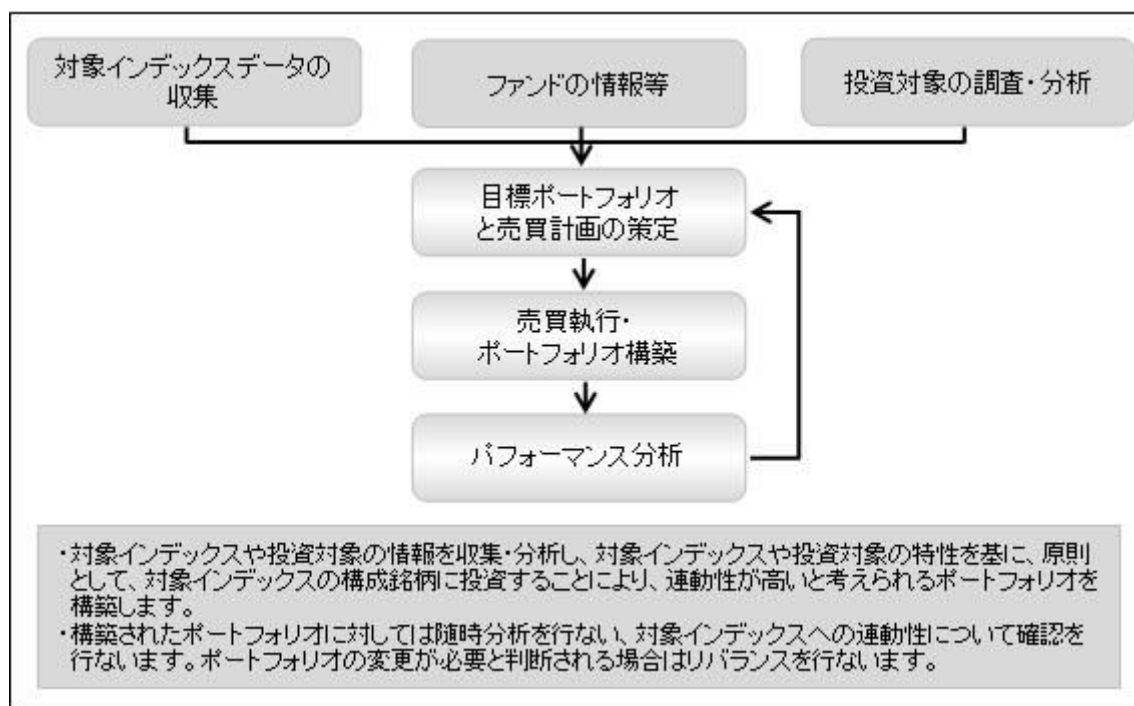 対象インデックスデータの
収集
ファンドの情報等
投資対象の調査・分析
目標ポートフォリオ
と売買計画の策定
売買執行・
ポートフォリオ構築
パフォーマンス分析
・対象インデックスや投資対象の情報を収集・分析し、対象インデックスや投資対象の特性を基に、原則
として、対象インデックスの構成銘柄に投資することにより、連動性が高いと考えられるポートフォリオを
構築します。
・構築されたポートフォリオに対しては随時分析を行ない、対象インデックスへの連動性について確認を
行ないます。ポートフォリオの変更が必要と判断される場合はリバランスを行ないます。